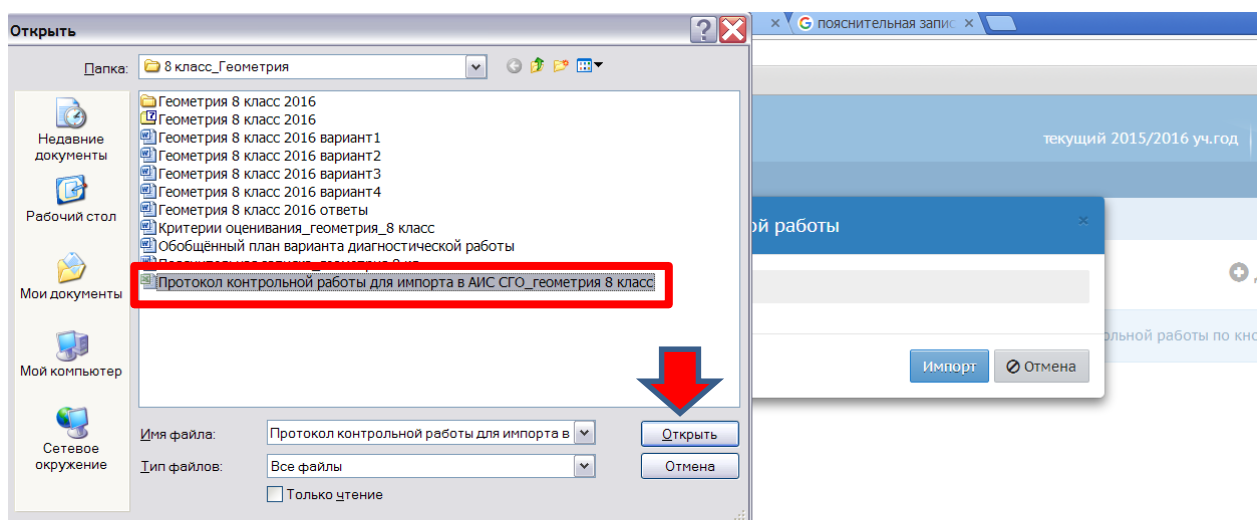 Открыть
Папка:
8 класс_Геометрия
Недавние документы
Рабочий стол
Мои документы
Мой компьютер
Сетевое окружение
Геометрия 8 класс 2016
Геометрия 8 класс 2016
Геометрия 8 класс 2016 вариант1
Геометрия 8 класс 2016 вариант2
Геометрия 8 класс 2016 вариант3
Геометрия 8 класс 2016 вариант4
Геометрия 8 класс 2016 ответы
Критерии оценивания_геометрия_8 класс
Обобщённый план варианта диагностической работы
Протокол контрольной работы для импорта в АИС СГО_геометрия 8 класс
Имя файла:
Протокол контрольной работы для импорта в
Открыть
Тип файлов:
Все файлы
Отмена
Только чтение
пояснительная запис
текущий 2015/2016 уч.год
ой работы
Импорт
Отмена
ольной работы по кно